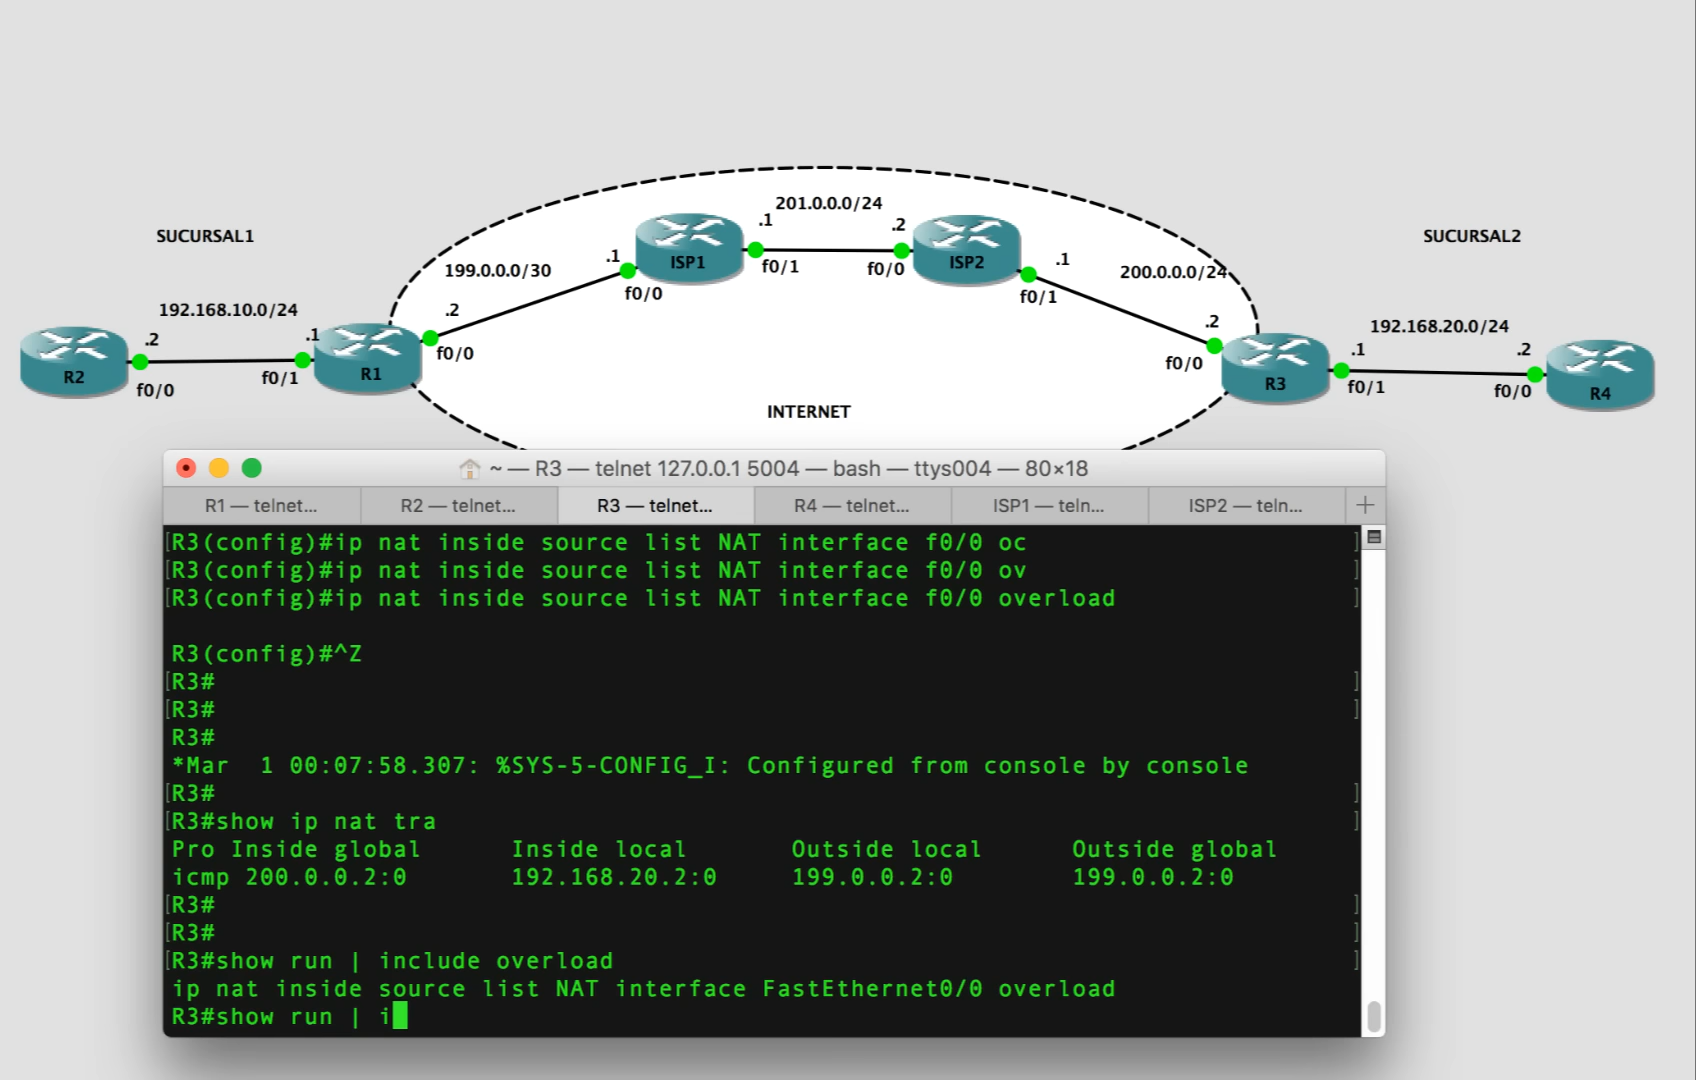 201.0.0.0/24
.1
.2
SUCURSAL1
SUCURSAL2
.1
ISP1
ISP2
.1
199.0.0.0/30
f0/1
f0/0
200.0.0.0/24
f0/0
f0/1
192.168.10.0/24
.2
.2
192.168.20.0/24
.2
.1
.1
.2
R2
f0/1
R1
f0/0
f0/0
R3
f0/1
f0/0
R4
f0/0
INTERNET
~ — R3 — telnet 127.0.0.1 5004 — bash — ttys004 — 80×18
R1 — telnet...
R2 — telnet...
R3 — telnet...
R4 — telnet...
ISP1 — teln...
ISP2 — teln...
+
[R3(config)#ip nat inside source list NAT interface f0/0 oc ]
[R3(config)#ip nat inside source list NAT interface f0/0 ov ]
[R3(config)#ip nat inside source list NAT interface f0/0 overload ]
R3(config)#^Z
[R3# ]
[R3# ]
R3#
*Mar  1 00:07:58.307: %SYS-5-CONFIG_I: Configured from console by console
[R3# ]
[R3#show ip nat tra ]
Pro Inside global      Inside local       Outside local      Outside global
icmp 200.0.0.2:0       192.168.20.2:0     199.0.0.2:0        199.0.0.2:0
[R3# ]
[R3# ]
[R3#show run | include overload ]
ip nat inside source list NAT interface FastEthernet0/0 overload
R3#show run | i